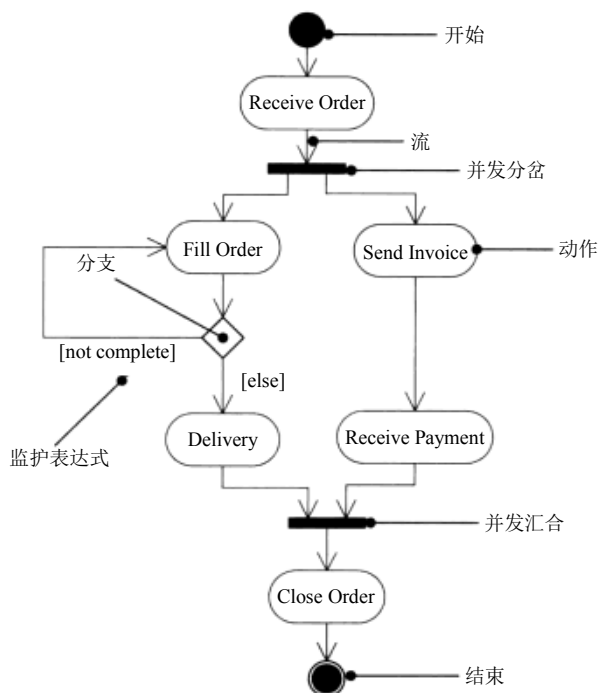 开始
Receive Order
流
并发分岔
Fill Order
Send Invoice
动作
分支
[not complete]
[else]
监护表达式
Delivery
Receive Payment
并发汇合
Close Order
结束